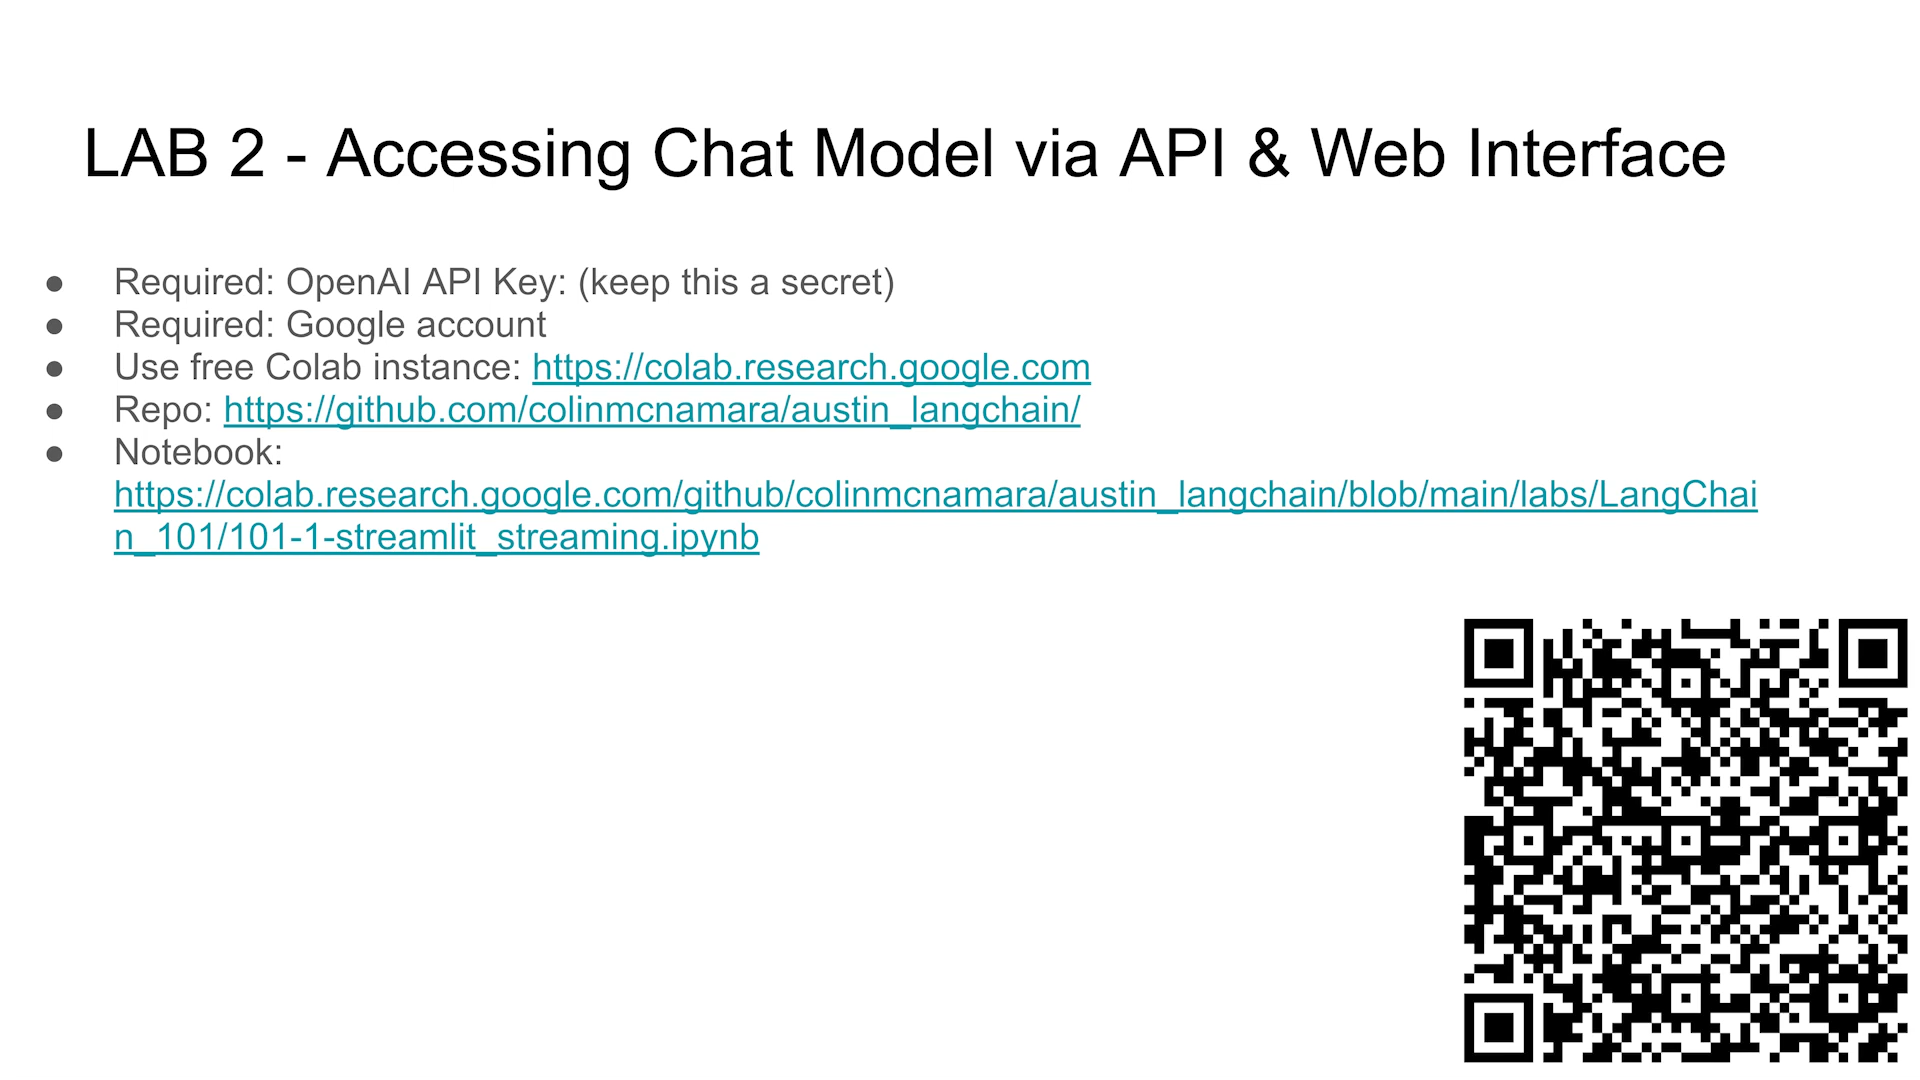 LAB 2 - Accessing Chat Model via API & Web Interface
● Required: OpenAI API Key: (keep this a secret)
● Required: Google account
● Use free Colab instance: https://colab.research.google.com
● Repo: https://github.com/colinmcnamara/austin_langchain/
● Notebook:
https://colab.research.google.com/github/colinmcnamara/austin_langchain/blob/main/labs/LangChai
n_101/101-1-streamlit_streaming.ipynb